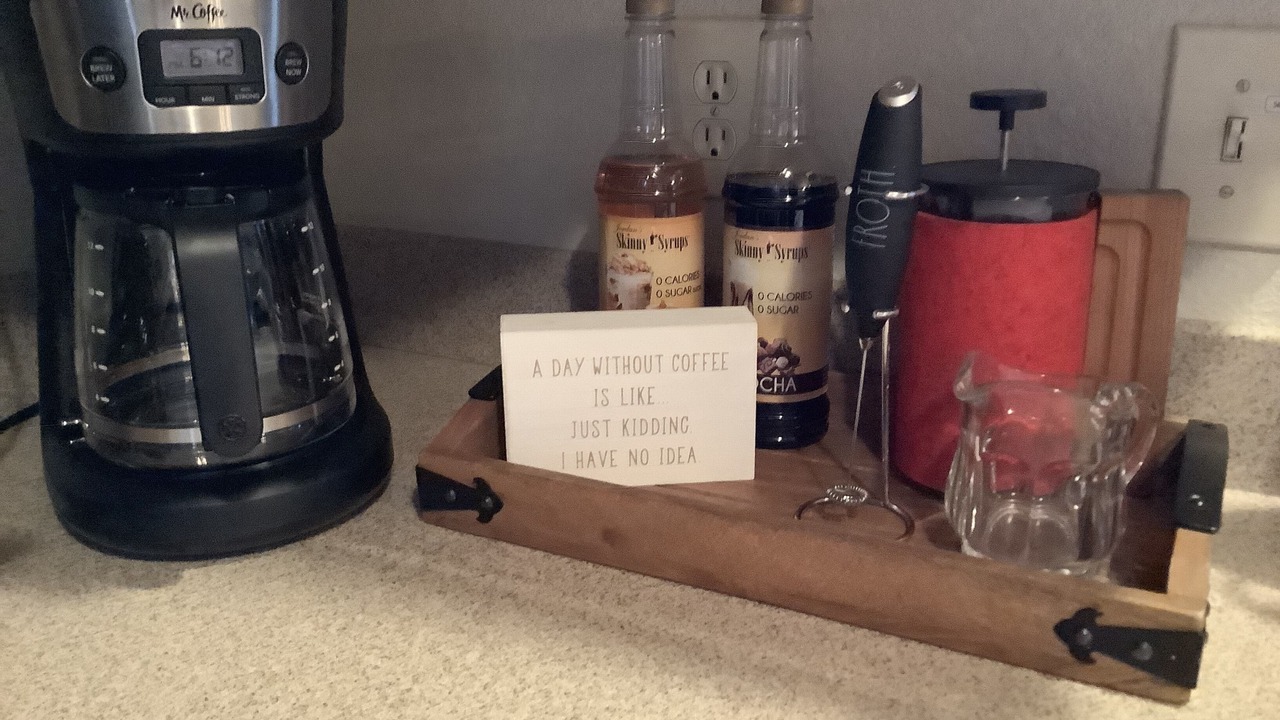 Mr. Coffee
6:12
BREW
LATER
BREW
NOW
HOUR
MIN
STRONG
Skinny Syrups
0 CALORIES
0 SUGAR
Skinny Syrups
0 CALORIES
0 SUGAR
OCHA
FROTH
A DAY WITHOUT COFFEE
IS LIKE...
JUST KIDDING.
I HAVE NO IDEA